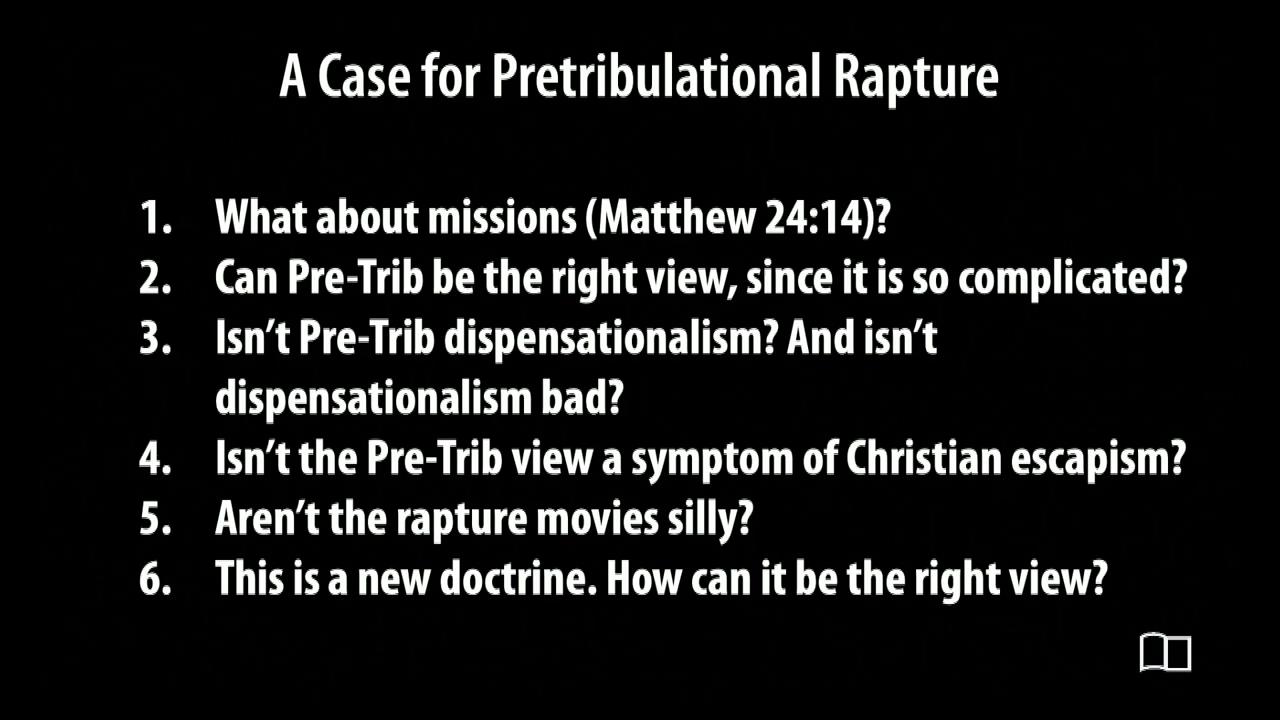 A Case for Pretribulational Rapture
1. What about missions (Matthew 24:14)?
2. Can Pre-Trib be the right view, since it is so complicated?
3. Isn’t Pre-Trib dispensationalism? And isn’t
dispensationalism bad?
4. Isn’t the Pre-Trib view a symptom of Christian escapism?
5. Aren’t the rapture movies silly?
6. This is a new doctrine. How can it be the right view?